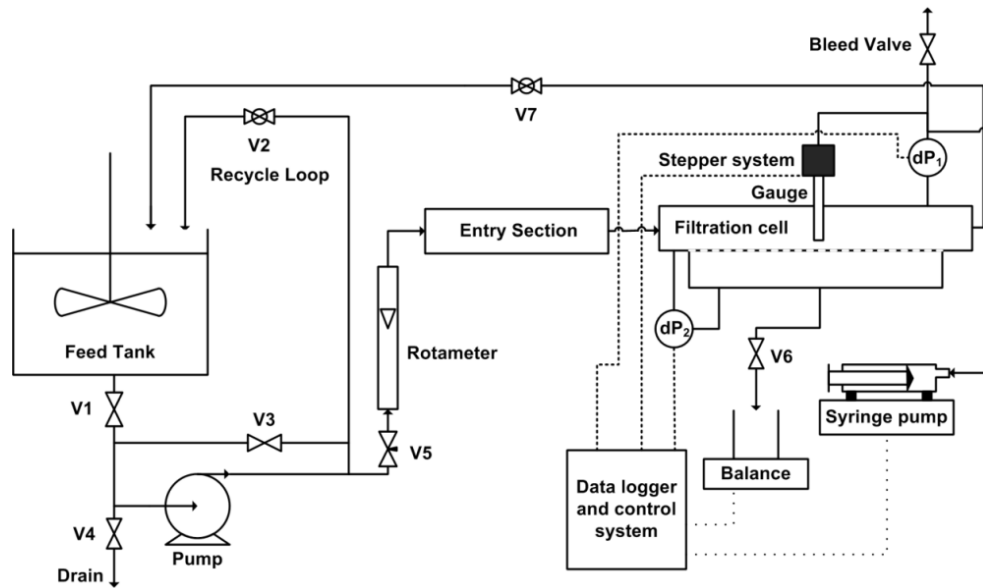 Bleed Valve
V7
V2
Recycle Loop
Stepper system
dP1
Gauge
Entry Section
Filtration cell
Feed Tank
Rotameter
dP2
V6
V1
V3
V5
Syringe pump
Balance
Data logger
and control
system
V4
Pump
Drain